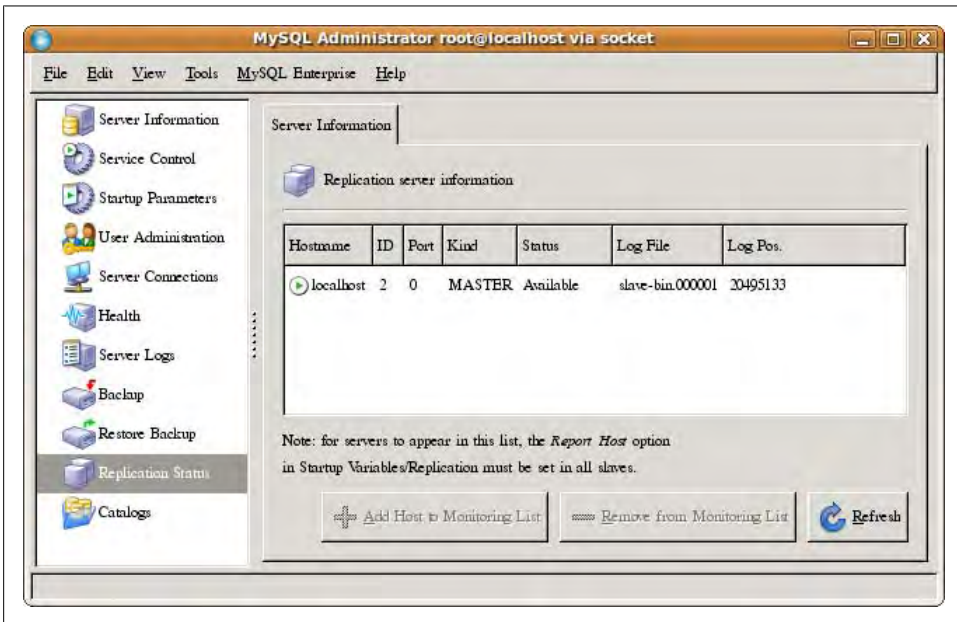 MySQL Administrator root@localhost via socket
File Edit View Tools MySQL Enterprise Help
Server Information
Service Control
Startup Parameters
User Administration
Server Connections
Health
Server Logs
Backup
Restore Backup
Replication Status
Catalogs
Server Information
Replication server information
Hostname ID Port Kind Status Log File Log Pos.
localhost 2 0 MASTER Available slave-bin.000001 20495133
Note: for servers to appear in this list, the Report Host option
in Startup Variables/Replication must be set in all slaves.
Add Host to Monitoring List Remove from Monitoring List Refresh